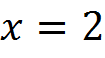 x = 2